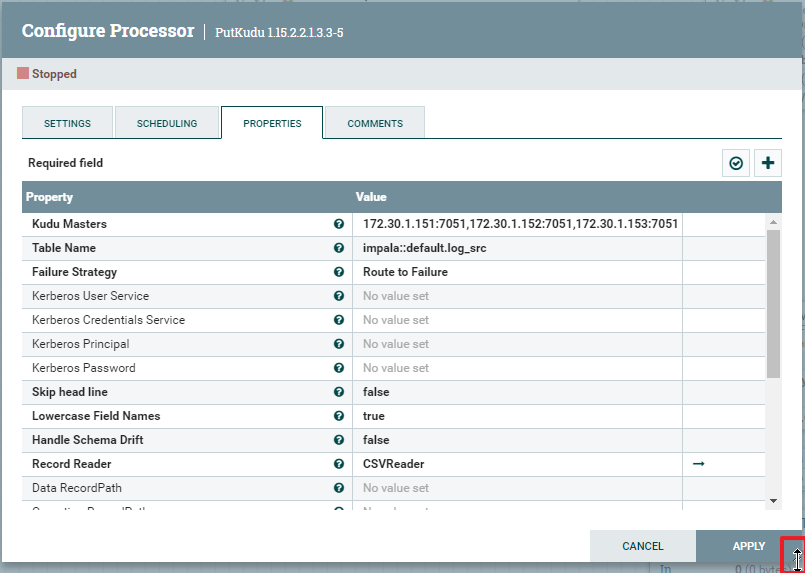 Configure Processor | PutKudu 1.15.2.2.1.3.3-5
Stopped
SETTINGS SCHEDULING PROPERTIES COMMENTS
Required field
Property Value
Kudu Masters 172.30.1.151:7051,172.30.1.152:7051,172.30.1.153:7051
Table Name impala::default.log_src
Failure Strategy Route to Failure
Kerberos User Service No value set
Kerberos Credentials Service No value set
Kerberos Principal No value set
Kerberos Password No value set
Skip head line false
Lowercase Field Names true
Handle Schema Drift false
Record Reader CSVReader
Data RecordPath No value set
CANCEL APPLY
In 0 (0 bytes)